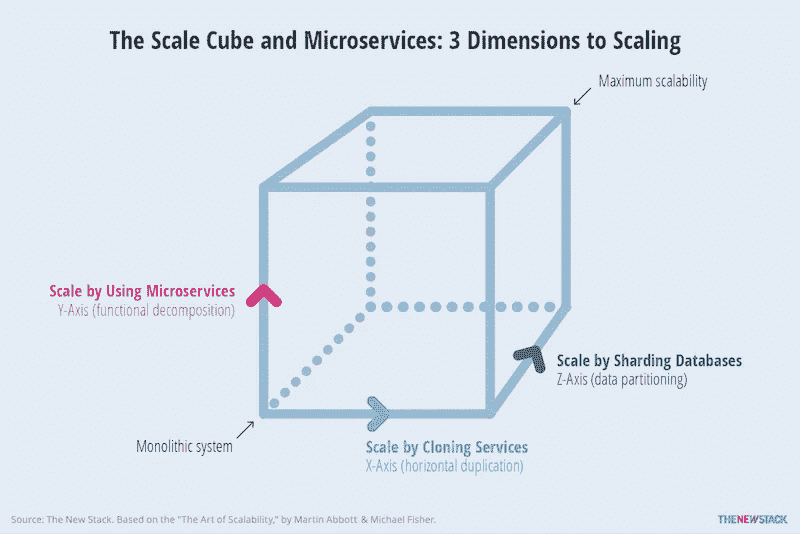 The Scale Cube and Microservices: 3 Dimensions to Scaling
Maximum scalability
Scale by Using Microservices
Y-Axis (functional decomposition)
Scale by Sharding Databases
Z-Axis (data partitioning)
Monolithic system
Scale by Cloning Services
X-Axis (horizontal duplication)
Source: The New Stack. Based on the "The Art of Scalability," by Martin Abbott & Michael Fisher.
THENEWSTACK